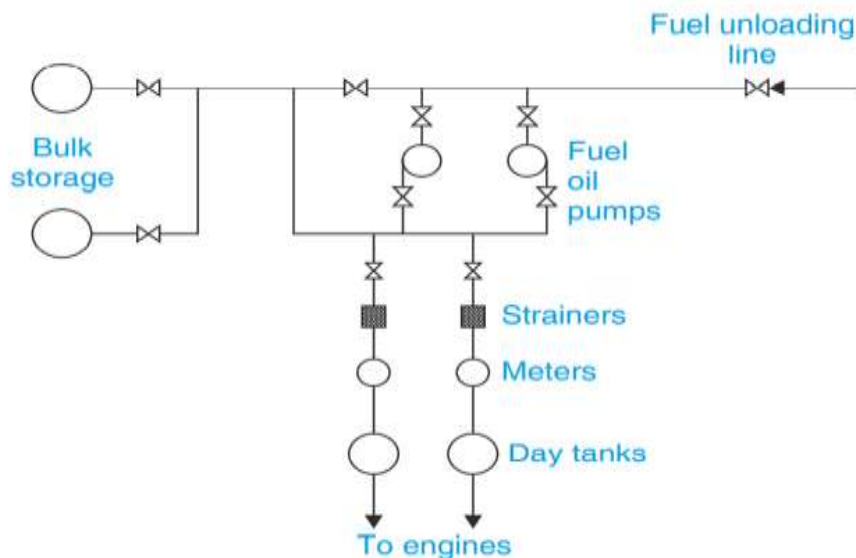 Fuel unloading
line
Bulk
storage
Fuel
oil
pumps
Strainers
Meters
Day tanks
To engines